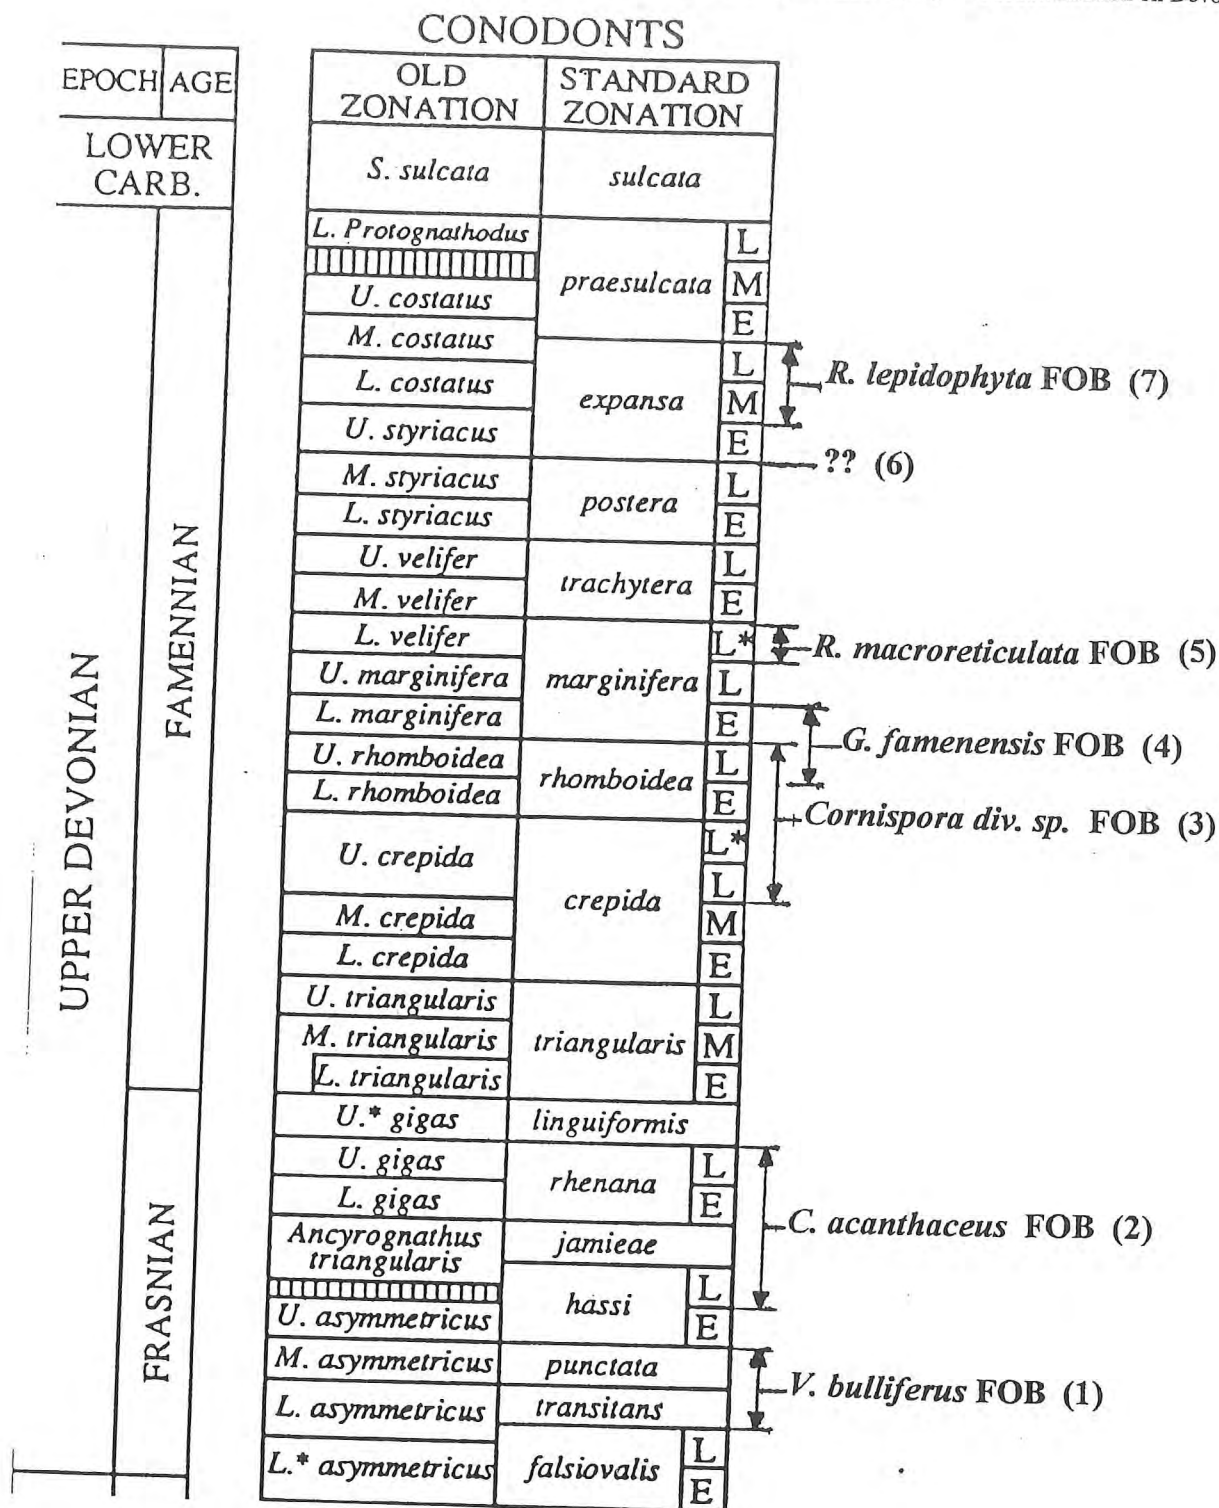 CONODONTS
EPOCH AGE
OLD ZONATION
STANDARD ZONATION
LOWER CARB.
S. sulcata
sulcata
L. Protognathodus
L
praesulcata
M
U. costatus
E
M. costatus
L
R. lepidophyta FOB (7)
L. costatus
expansa
M
U. styriacus
E
?? (6)
M. styriacus
L
postera
L. styriacus
E
U. velifer
L
trachytera
M. velifer
E
L. velifer
L*
R. macroreticulata FOB (5)
U. marginifera
marginifera
L
L. marginifera
E
G. famenensis FOB (4)
U. rhomboidea
L
rhomboidea
L. rhomboidea
E
Cornispora div. sp. FOB (3)
U. crepida
L*
L
crepida
M. crepida
M
L. crepida
E
U. triangularis
L
M. triangularis
triangularis
M
L. triangularis
E
U.* gigas
linguiformis
U. gigas
L
rhenana
L. gigas
E
C. acanthaceus FOB (2)
Ancyrognathus
triangularis
jamieae
L
hassi
U. asymmetricus
E
M. asymmetricus
punctata
V. bulliferus FOB (1)
L. asymmetricus
transitans
L
L.* asymmetricus
falsiovalis
E
UPPER DEVONIAN
FAMENNIAN
FRASNIAN